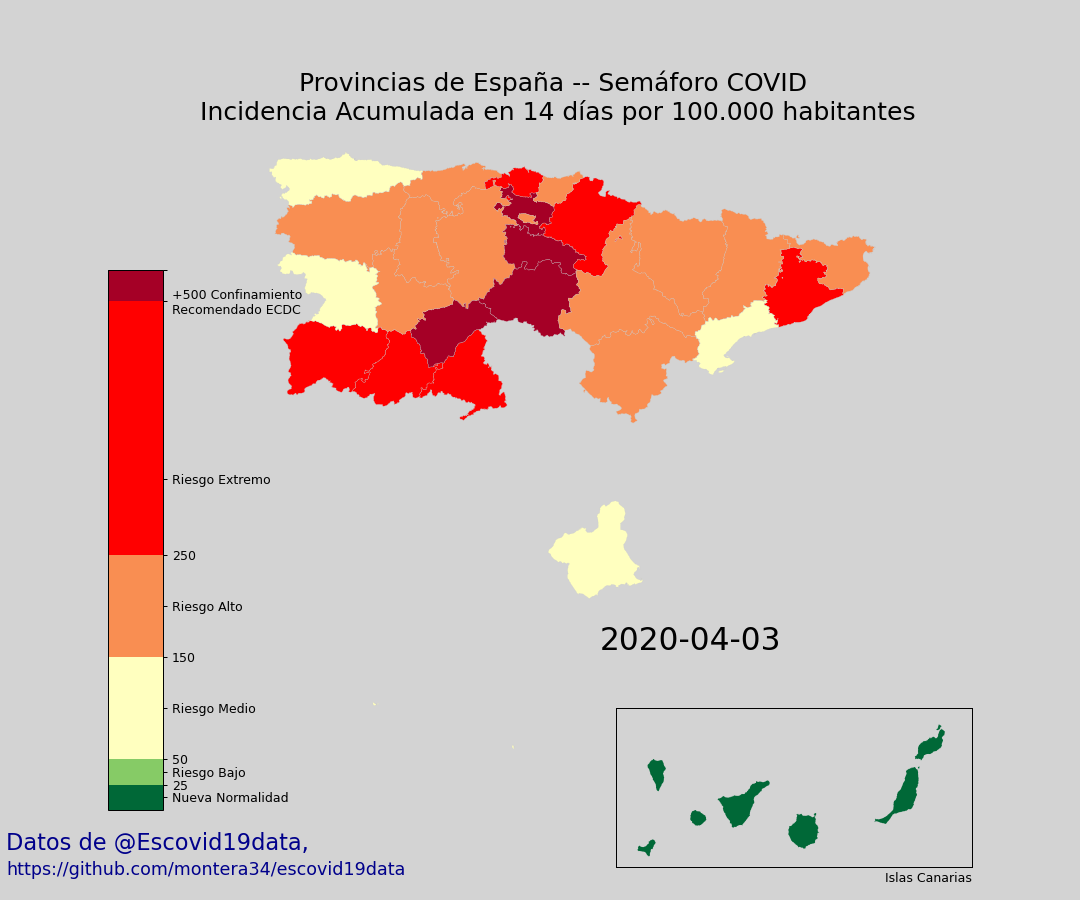 Provincias de España -- Semáforo COVID
Incidencia Acumulada en 14 días por 100.000 habitantes
+500 Confinamiento
Recomendado ECDC
Riesgo Extremo
250
Riesgo Alto
150
Riesgo Medio
50
Riesgo Bajo
25
Nueva Normalidad
2020-04-03
Islas Canarias
Datos de @Escovid19data,
https://github.com/montera34/escovid19data